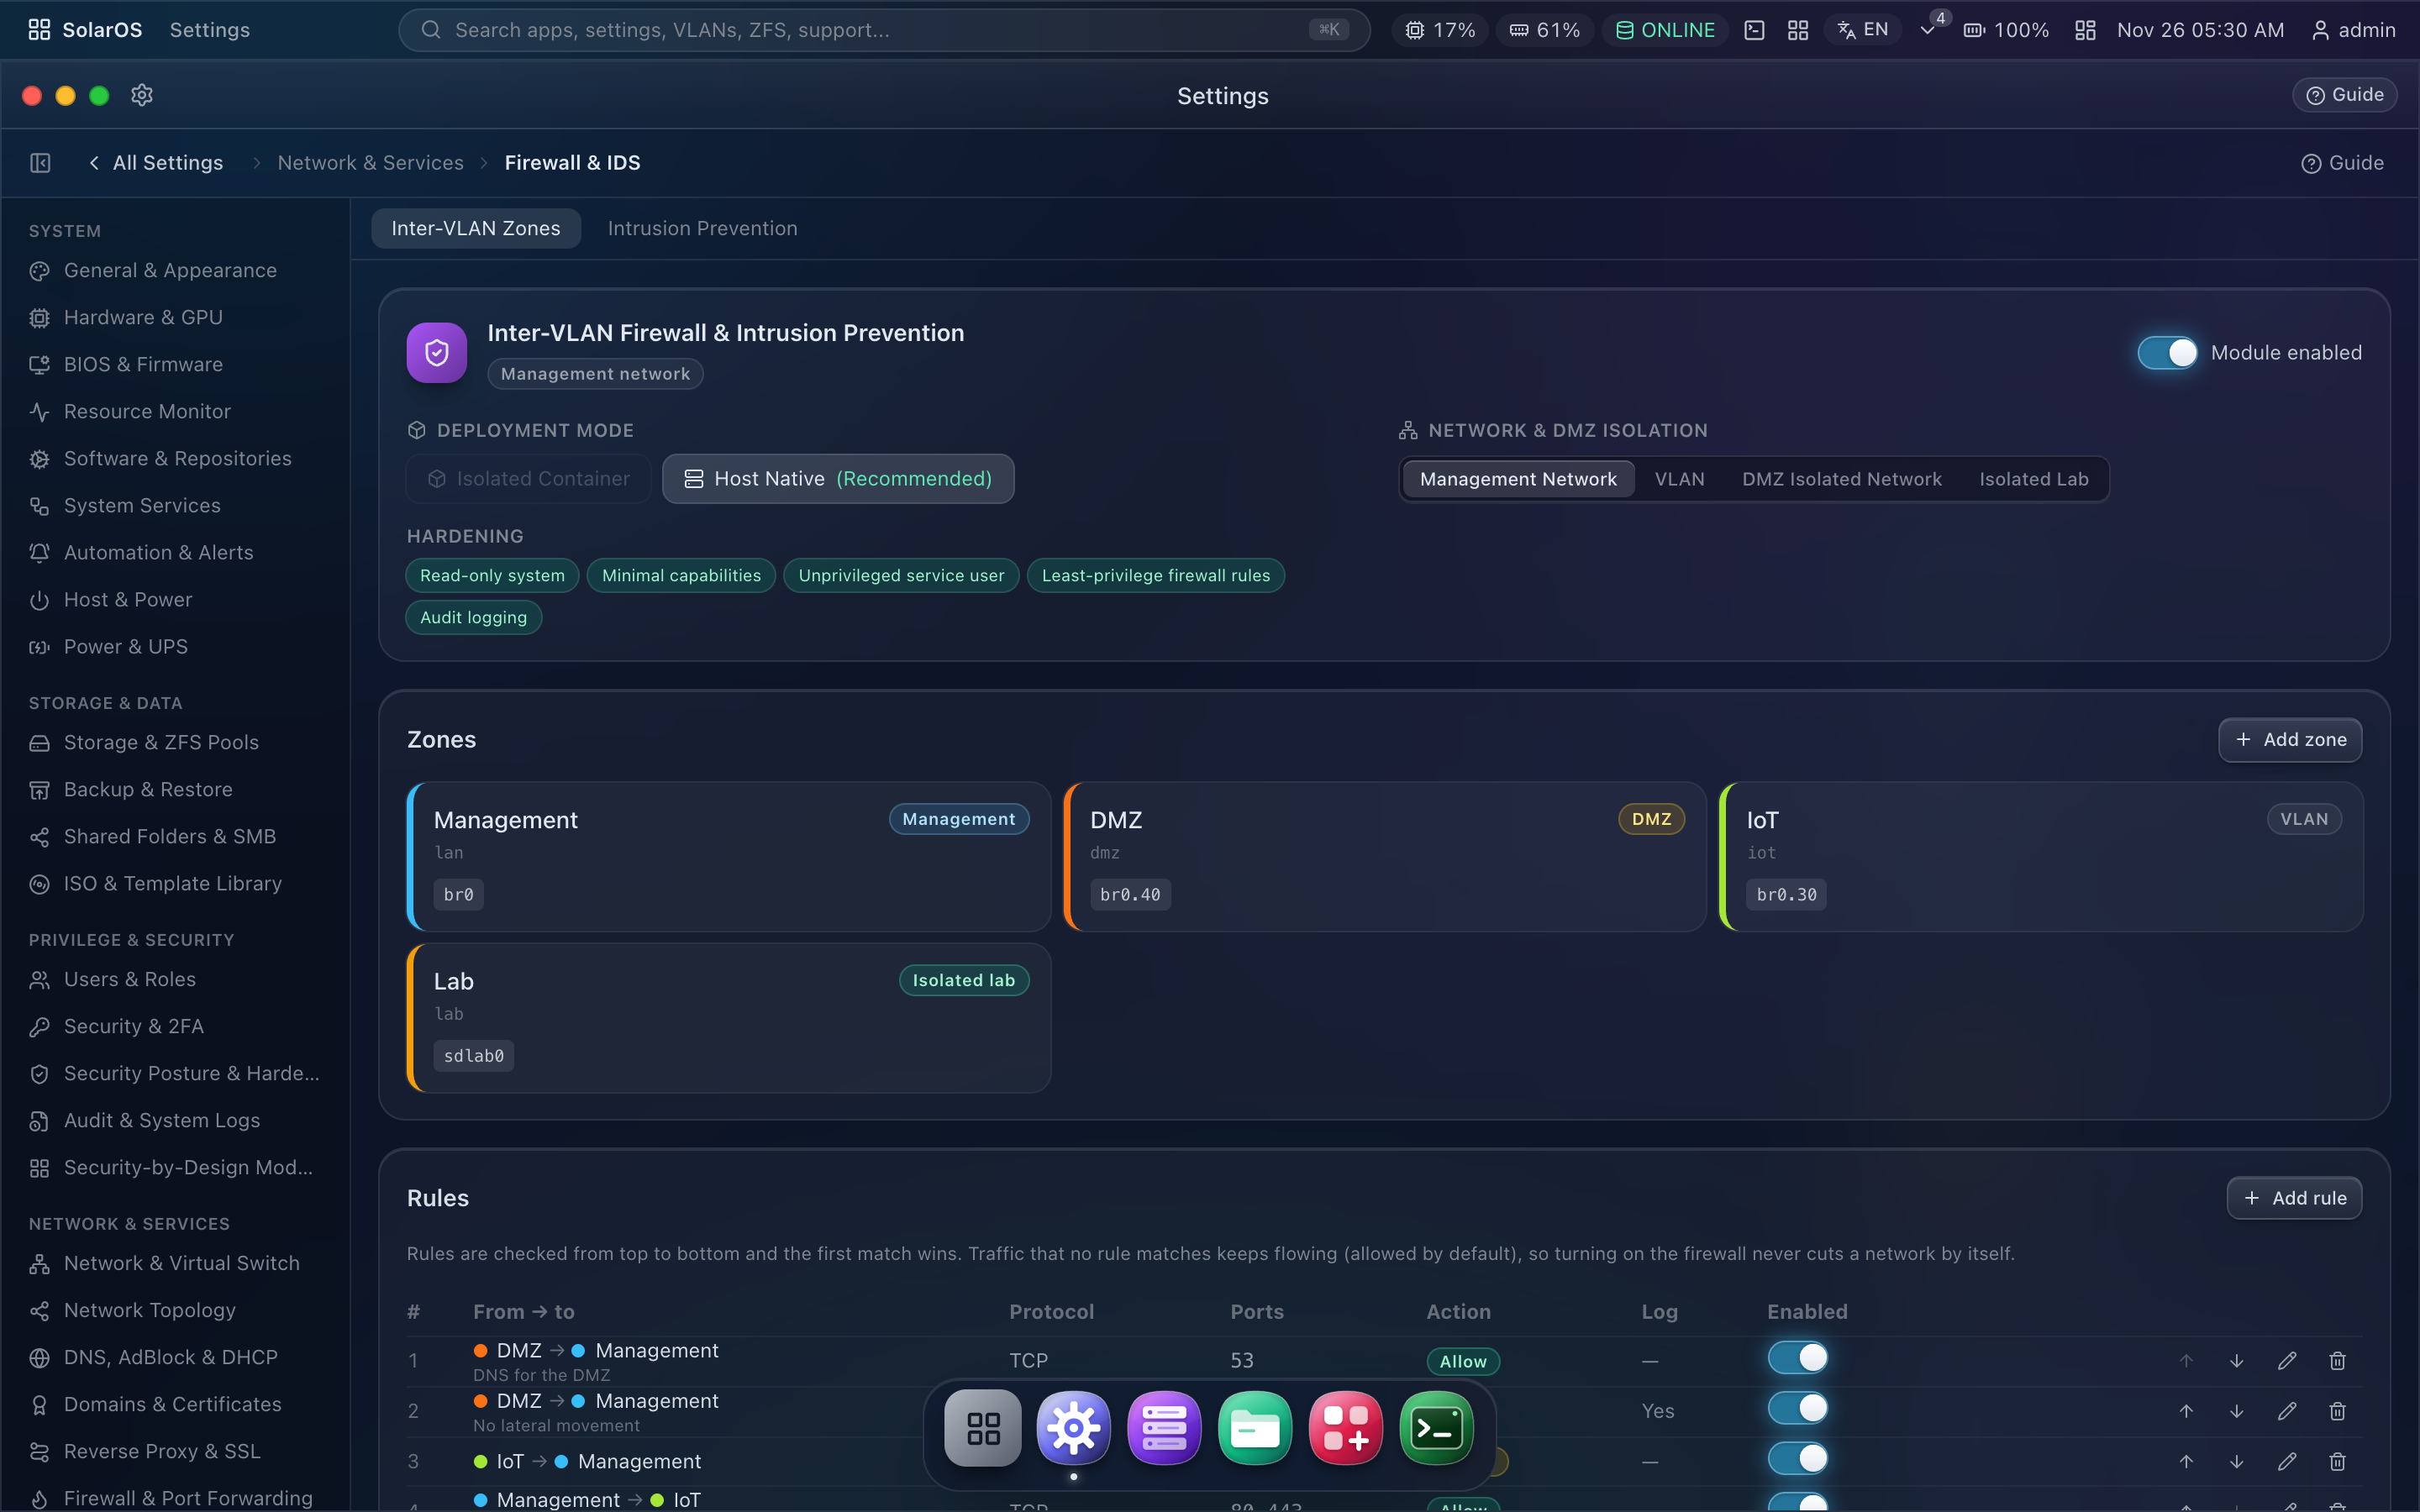 SolarOS Settings Search apps, settings, VLANs, ZFS, support... ⌘K 17% 61% ONLINE EN 4 100% Nov 26 05:30 AM admin
Settings Guide
All Settings Network & Services Firewall & IDS Guide
SYSTEM
General & Appearance
Hardware & GPU
BIOS & Firmware
Resource Monitor
Software & Repositories
System Services
Automation & Alerts
Host & Power
Power & UPS
STORAGE & DATA
Storage & ZFS Pools
Backup & Restore
Shared Folders & SMB
ISO & Template Library
PRIVILEGE & SECURITY
Users & Roles
Security & 2FA
Security Posture & Harde...
Audit & System Logs
Security-by-Design Mod...
NETWORK & SERVICES
Network & Virtual Switch
Network Topology
DNS, AdBlock & DHCP
Domains & Certificates
Reverse Proxy & SSL
Firewall & Port Forwarding
Inter-VLAN Zones Intrusion Prevention
Inter-VLAN Firewall & Intrusion Prevention
Management network
Module enabled
DEPLOYMENT MODE
Isolated Container Host Native (Recommended)
NETWORK & DMZ ISOLATION
Management Network VLAN DMZ Isolated Network Isolated Lab
HARDENING
Read-only system Minimal capabilities Unprivileged service user Least-privilege firewall rules
Audit logging
Zones + Add zone
Management Management
lan
br0
DMZ DMZ
dmz
br0.40
IoT VLAN
iot
br0.30
Lab Isolated lab
lab
sdlab0
Rules + Add rule
Rules are checked from top to bottom and the first match wins. Traffic that no rule matches keeps flowing (allowed by default), so turning on the firewall never cuts a network by itself.
# From → to Protocol Ports Action Log Enabled
1 DMZ → Management TCP 53 Allow —
DNS for the DMZ
2 DMZ → Management Yes
No lateral movement
3 IoT → Management —
4 Management → IoT TCP 80,443 Allow